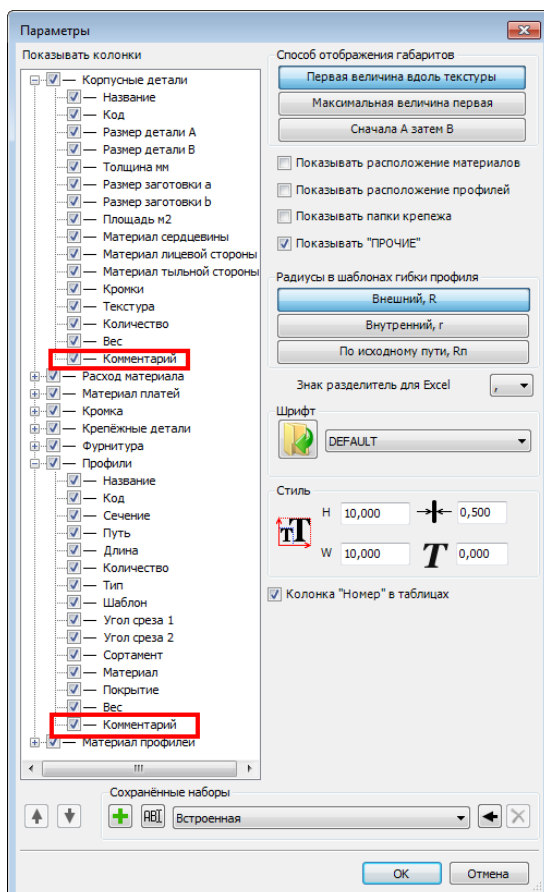 Параметры
Показывать колонки
Корпусные детали
Название
Код
Размер детали A
Размер детали B
Толщина мм
Размер заготовки a
Размер заготовки b
Площадь м2
Материал сердцевины
Материал лицевой стороны
Материал тыльной стороны
Кромки
Текстура
Количество
Вес
Комментарий
Расход материала
Материал платей
Кромка
Крепёжные детали
Фурнитура
Профили
Название
Код
Сечение
Путь
Длина
Количество
Тип
Шаблон
Угол среза 1
Угол среза 2
Сортамент
Материал
Покрытие
Вес
Комментарий
Материал профилей
Способ отображения габаритов
Первая величина вдоль текстуры
Максимальная величина первая
Сначала А затем В
Показывать расположение материалов
Показывать расположение профилей
Показывать папки крепежа
Показывать "ПРОЧИЕ"
Радиусы в шаблонах гибки профиля
Внешний, R
Внутренний, r
По исходному пути, Rп
Знак разделитель для Excel ,
Шрифт
DEFAULT
Стиль
H 10,000 0,500
W 10,000 T 0,000
Колонка "Номер" в таблицах
Сохранённые наборы
ABI Встроенная
OK Отмена